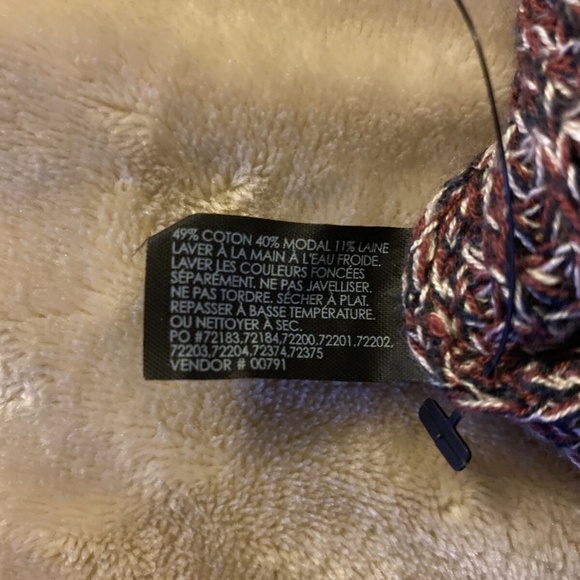 49% COTON 40% MODAL 11% LAINE
LAVER À LA MAIN À L'EAU FROIDE.
LAVER LES COULEURS FONCÉES
SÉPARÉMENT. NE PAS JAVELLISER.
NE PAS TORDRE. SÉCHER À PLAT.
REPASSER À BASSE TEMPÉRATURE.
OU NETTOYER À SEC.
PO #72183,72184,72200,72201,72202,
72203,72204,72374,72375
VENDOR # 00791